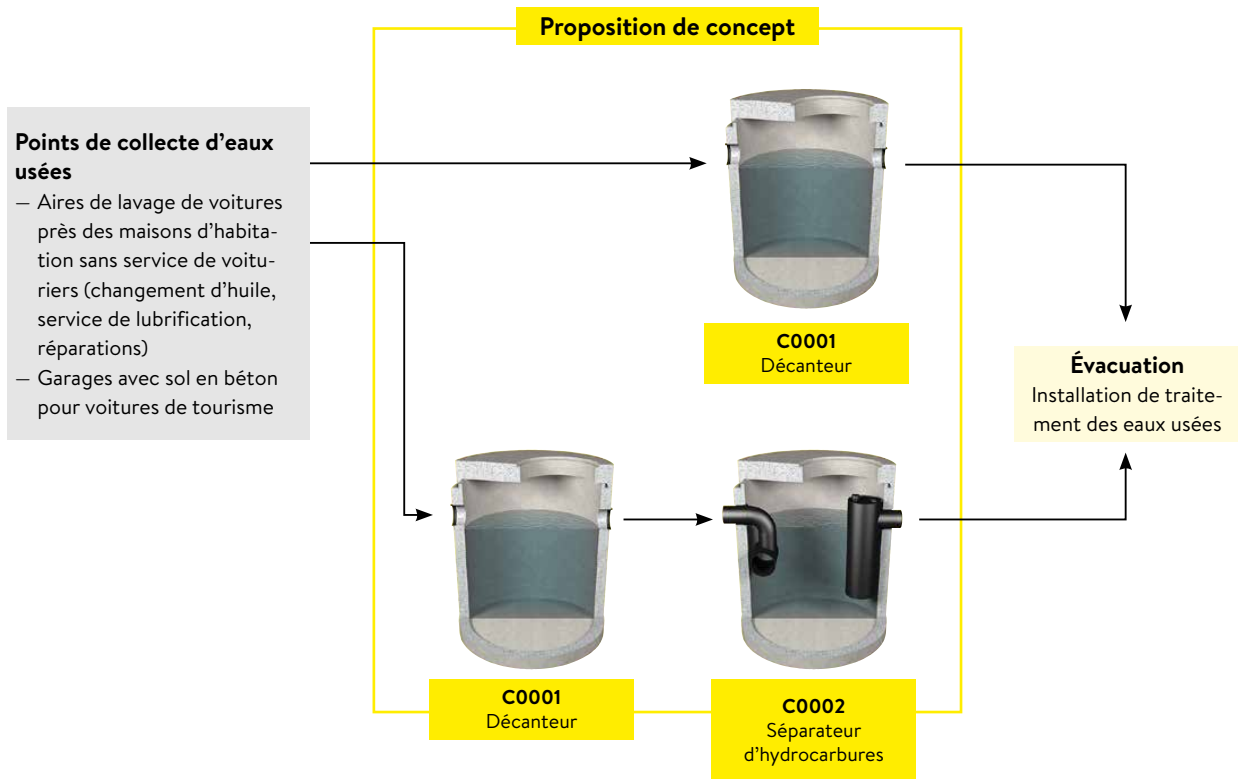 Proposition de concept
Points de collecte d’eaux
usées
– Aires de lavage de voitures
près des maisons d’habita-
tion sans service de voitu-
riers (changement d’huile,
service de lubrification,
réparations)
– Garages avec sol en béton
pour voitures de tourisme
C0001
Décanteur
Évacuation
Installation de traite-
ment des eaux usées
C0001
Décanteur
C0002
Séparateur
d’hydrocarbures